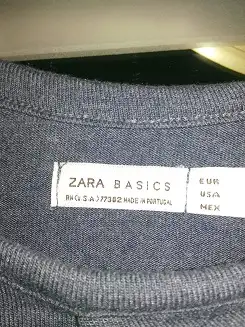 ZARA BASICS
RN(U.S.A.)77302 MADE IN PORTUGAL
EUR
USA
MEX